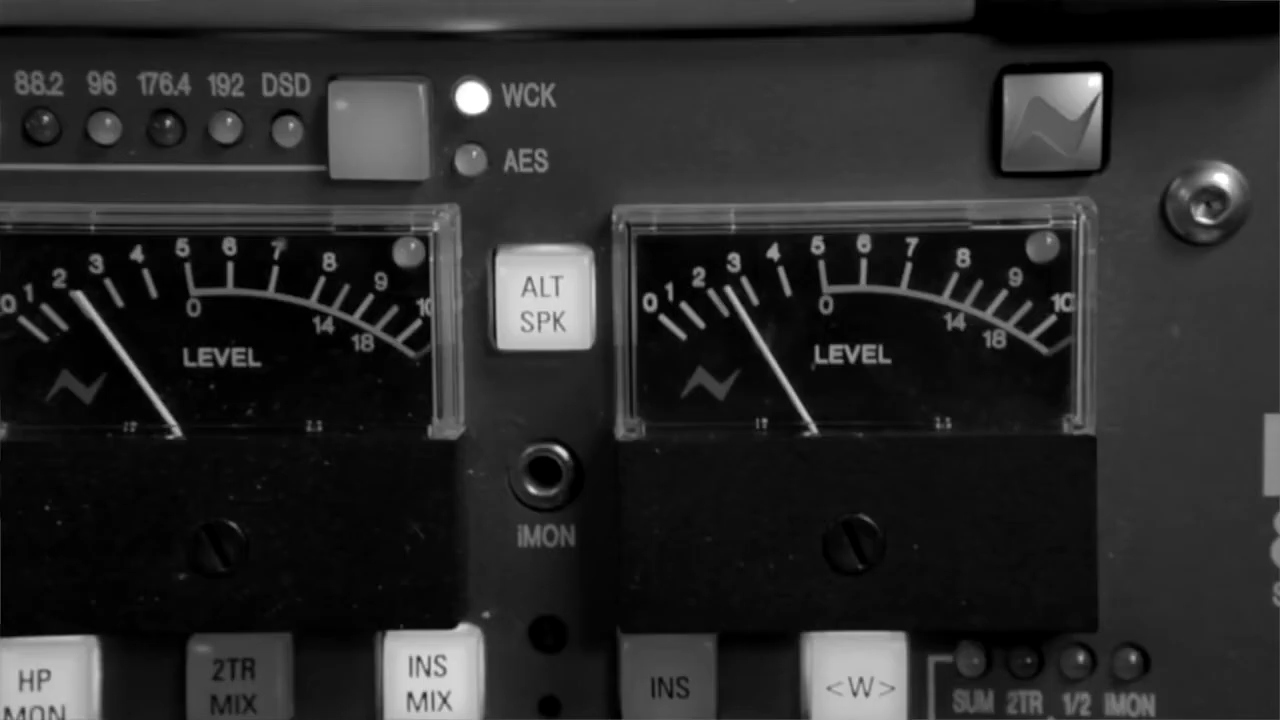 88.2 96 176.4 192 DSD
WCK
AES
0 1 2 3 4 5 6 7 8 9 10
0 14 18
LEVEL
ALT
SPK
0 1 2 3 4 5 6 7 8 9 10
0 14 18
LEVEL
iMON
HP
MON
2TR
MIX
INS
MIX
INS
<W>
SUM 2TR 1/2 IMON